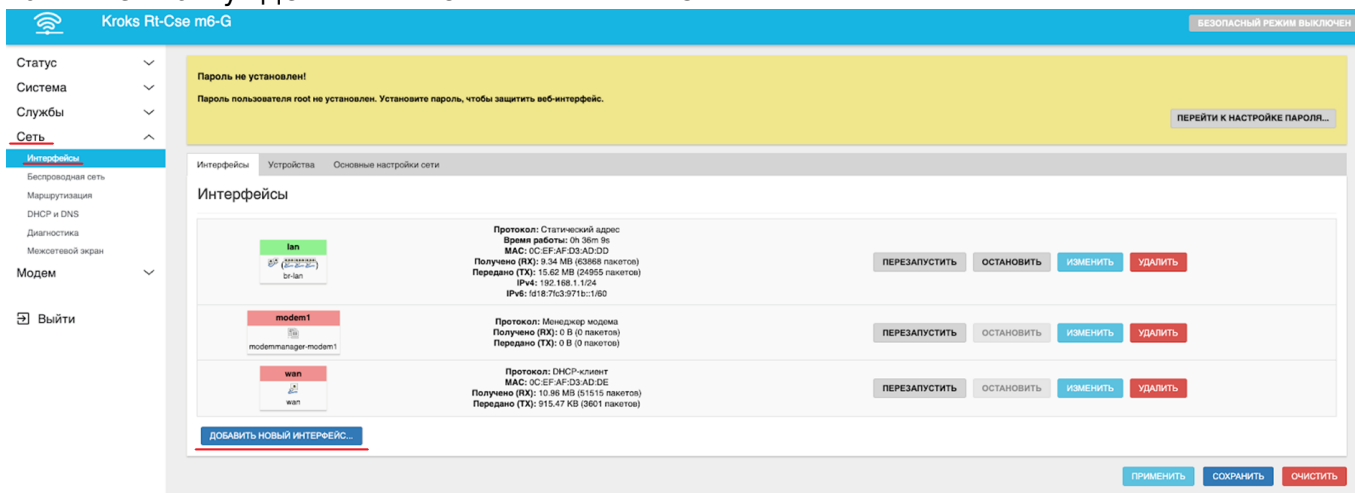 Kroks Rt-Cse m6-G
БЕЗОПАСНЫЙ РЕЖИМ ВЫКЛЮЧЕН
Статус
Система
Службы
Сеть
Интерфейсы
Беспроводная сеть
Маршрутизация
DHCP и DNS
Диагностика
Межсетевой экран
Модем
Выйти
Пароль не установлен!
Пароль пользователя root не установлен. Установите пароль, чтобы защитить веб-интерфейс.
ПЕРЕЙТИ К НАСТРОЙКЕ ПАРОЛЯ...
Интерфейсы Устройства Основные настройки сети
Интерфейсы
lan
br-lan
Протокол: Статический адрес
Время работы: 0h 36m 9s
MAC: 0C:EF:AF:D3:AD:DD
Получено (RX): 9.34 MB (63868 пакетов)
Передано (TX): 15.62 MB (24955 пакетов)
IPv4: 192.168.1.1/24
IPv6: fd18:7fc3:971b::1/60
ПЕРЕЗАПУСТИТЬ ОСТАНОВИТЬ ИЗМЕНИТЬ УДАЛИТЬ
modem1
modemmanager-modem1
Протокол: Менеджер модема
Получено (RX): 0 B (0 пакетов)
Передано (TX): 0 B (0 пакетов)
ПЕРЕЗАПУСТИТЬ ОСТАНОВИТЬ ИЗМЕНИТЬ УДАЛИТЬ
wan
wan
Протокол: DHCP-клиент
MAC: 0C:EF:AF:D3:AD:DE
Получено (RX): 10.96 MB (51515 пакетов)
Передано (TX): 915.47 KB (3601 пакетов)
ПЕРЕЗАПУСТИТЬ ОСТАНОВИТЬ ИЗМЕНИТЬ УДАЛИТЬ
ДОБАВИТЬ НОВЫЙ ИНТЕРФЕЙС...
ПРИМЕНИТЬ СОХРАНИТЬ ОЧИСТИТЬ